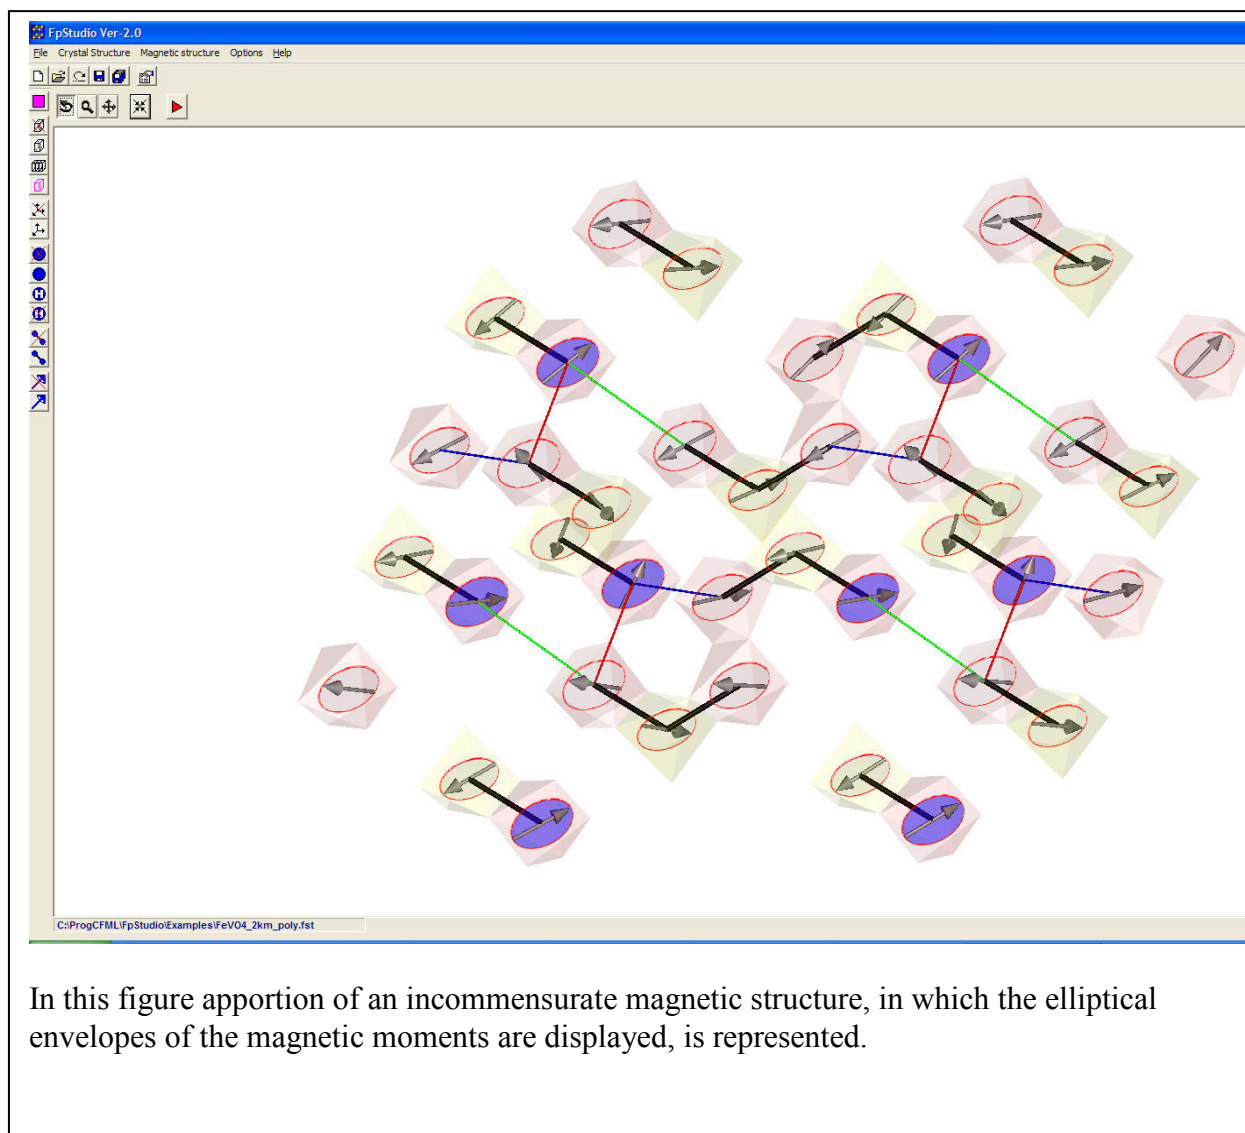 FpStudio Ver-2.0
File Crystal Structure Magnetic structure Options Help
C:\ProgCFML\FpStudio\Examples\FeVO4_2km_poly.fst
In this figure apportion of an incommensurate magnetic structure, in which the elliptical
envelopes of the magnetic moments are displayed, is represented.